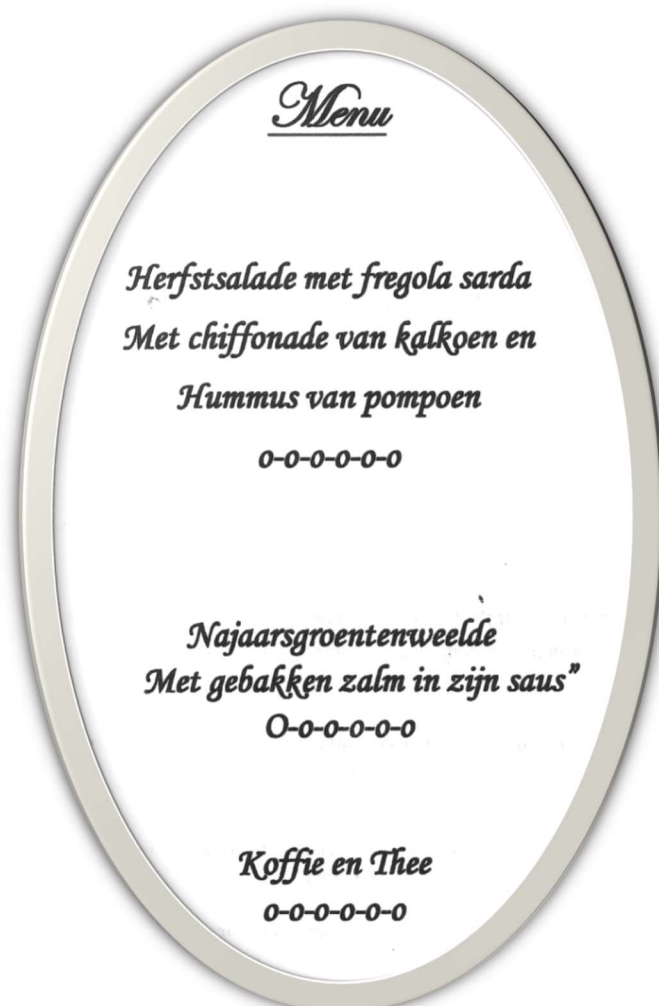 Menu
Herfstsalade met fregola sarda
Met chiffonade van kalkoen en
Hummus van pompoen
o-o-o-o-o-o
Najaarsgroentenweelde
Met gebakken zalm in zijn saus”
O-o-o-o-o-o
Koffie en Thee
o-o-o-o-o-o